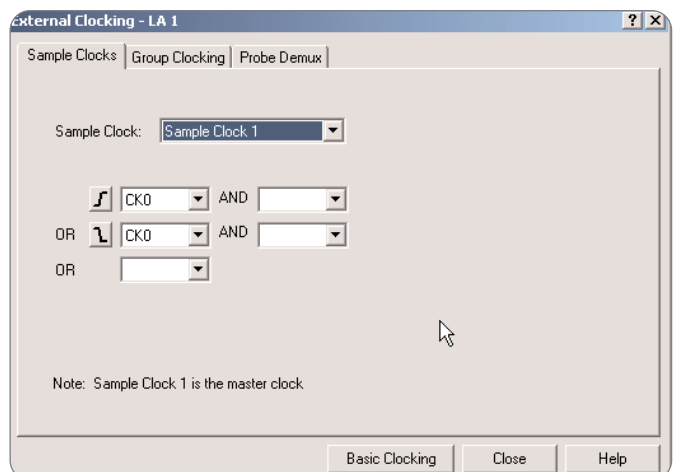 External Clocking - LA 1
Sample Clocks Group Clocking Probe Demux
Sample Clock: Sample Clock 1
CK0 AND
OR CK0 AND
OR
Note: Sample Clock 1 is the master clock
Basic Clocking Close Help